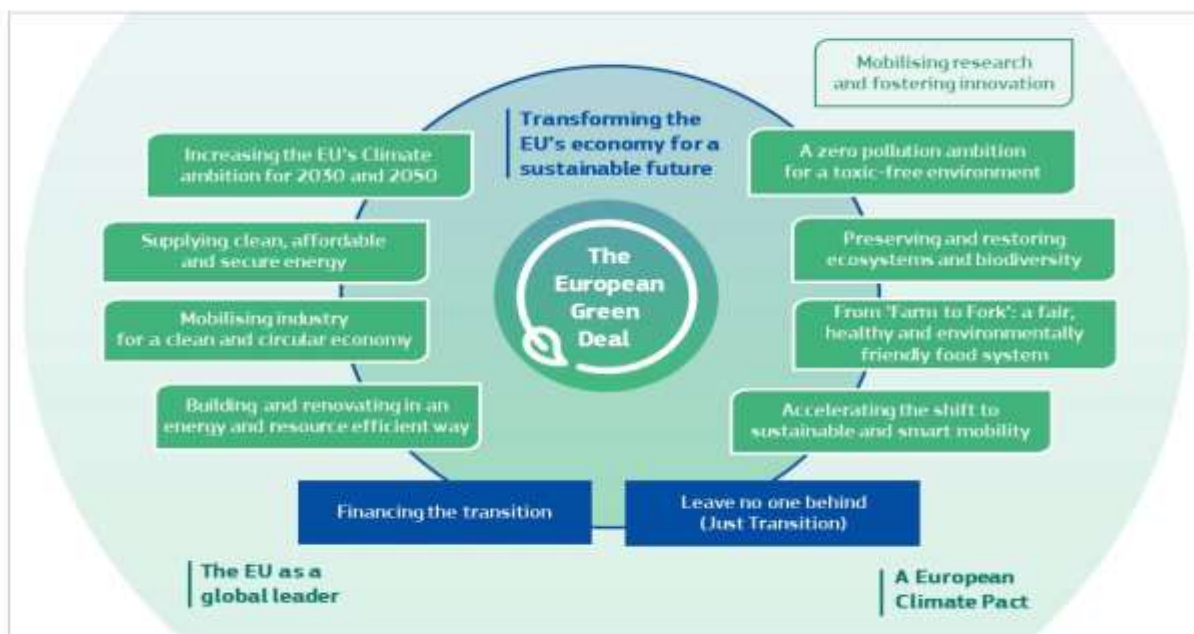 Mobilising research
and fostering innovation
Transforming the
EU's economy for a
sustainable future
Increasing the EU's Climate
ambition for 2030 and 2050
A zero pollution ambition
for a toxic-free environment
Supplying clean, affordable
and secure energy
Preserving and restoring
ecosystems and biodiversity
The
European
Green
Deal
Mobilising industry
for a clean and circular economy
From 'Farm to Fork': a fair,
healthy and environmentally
friendly food system
Building and renovating in an
energy and resource efficient way
Accelerating the shift to
sustainable and smart mobility
Financing the transition
Leave no one behind
(Just Transition)
The EU as a
global leader
A European
Climate Pact